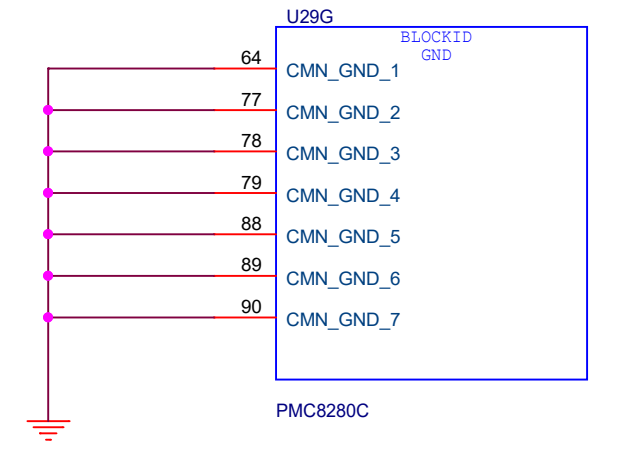 U29G
BLOCKID
GND
64 CMN_GND_1
77 CMN_GND_2
78 CMN_GND_3
79 CMN_GND_4
88 CMN_GND_5
89 CMN_GND_6
90 CMN_GND_7
PMC8280C